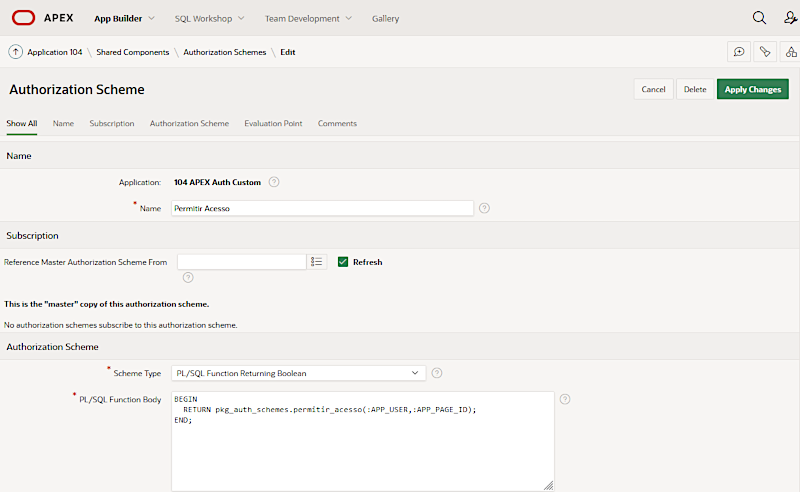 APEX App Builder SQL Workshop Team Development Gallery
Application 104 \ Shared Components \ Authorization Schemes \ Edit
Authorization Scheme Cancel Delete Apply Changes
Show All Name Subscription Authorization Scheme Evaluation Point Comments
Name
Application: 104 APEX Auth Custom ?
* Name Permitir Acesso ?
Subscription
Reference Master Authorization Scheme From Refresh
?
This is the "master" copy of this authorization scheme.
No authorization schemes subscribe to this authorization scheme.
Authorization Scheme
* Scheme Type PL/SQL Function Returning Boolean ?
* PL/SQL Function Body BEGIN ?
RETURN pkg_auth_schemes.permitir_acesso(:APP_USER,:APP_PAGE_ID);
END;